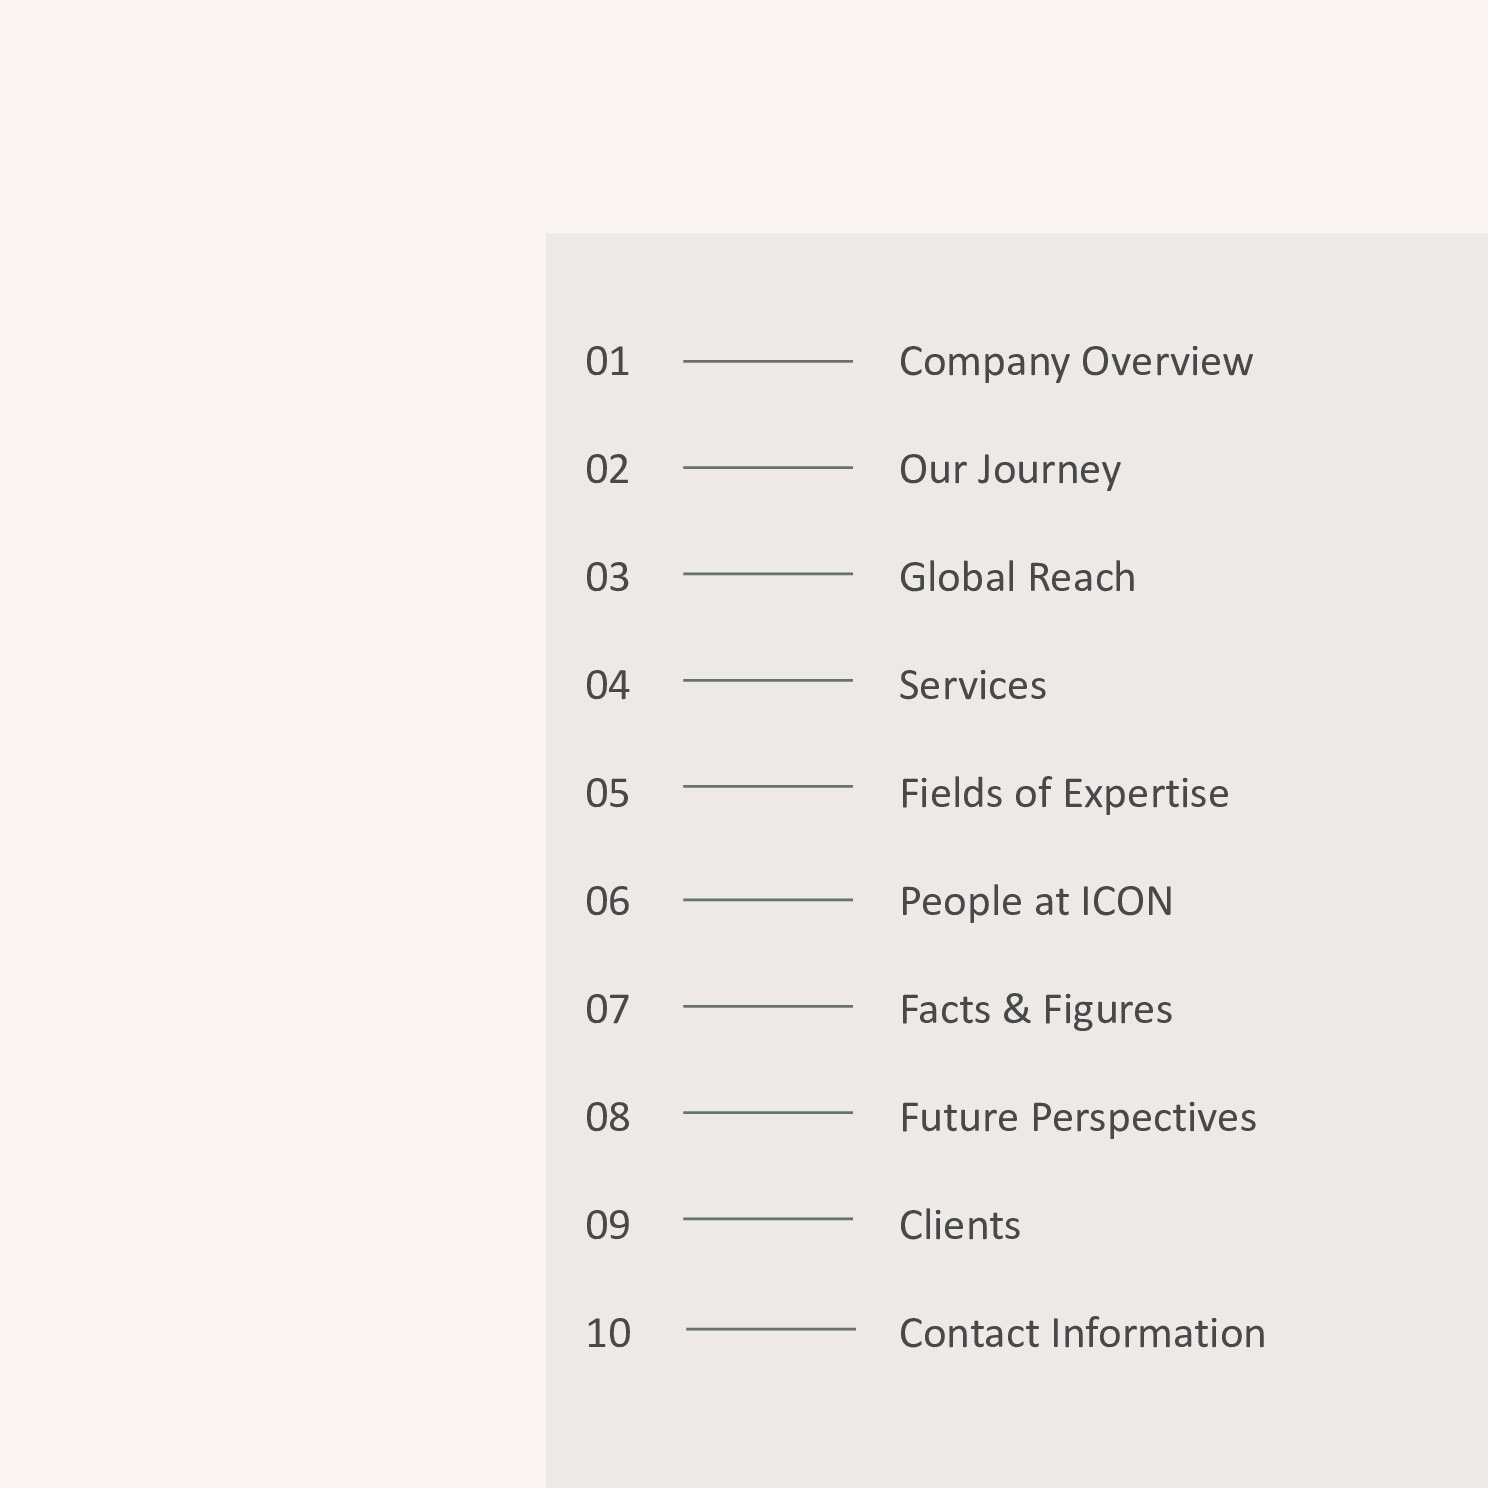 01 Company Overview
02 Our Journey
03 Global Reach
04 Services
05 Fields of Expertise
06 People at ICON
07 Facts & Figures
08 Future Perspectives
09 Clients
10 Contact Information